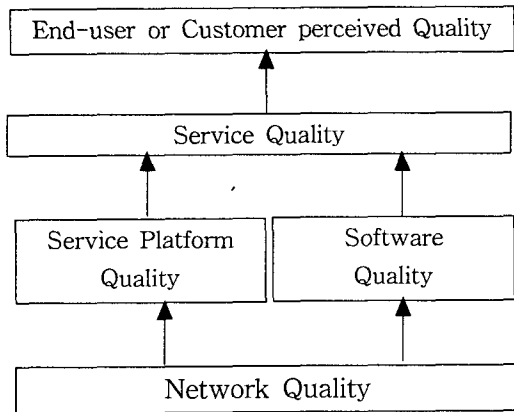 End-user or Customer perceived Quality
Service Quality
Service Platform
Quality
Software
Quality
Network Quality